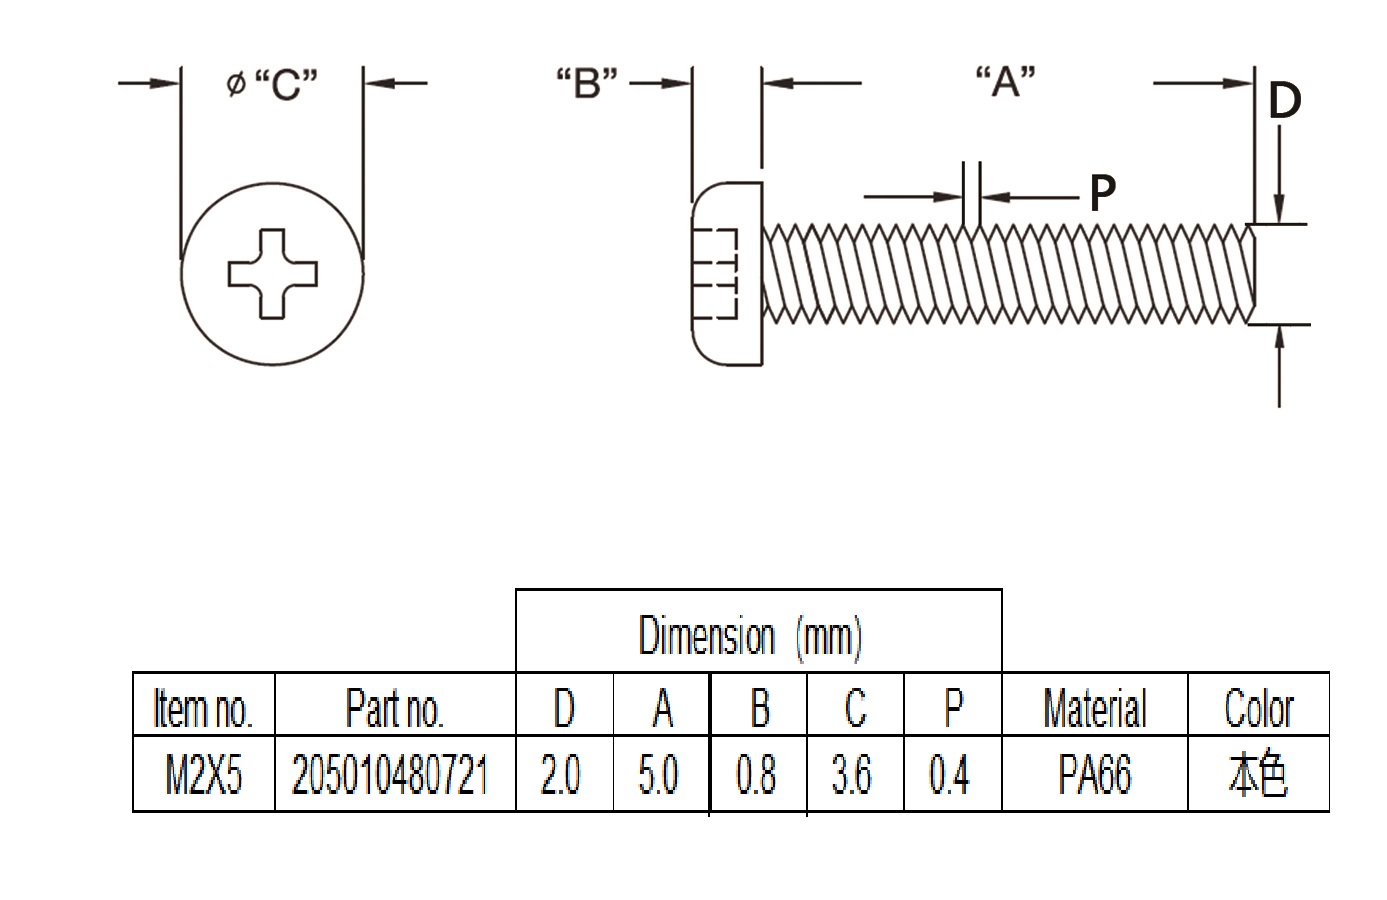 ø “C”
“B”
“A”
D
P
Dimension (mm)
Item no. Part no. D A B C P Material Color
M2X5 205010480721 2.0 5.0 0.8 3.6 0.4 PA66 本色